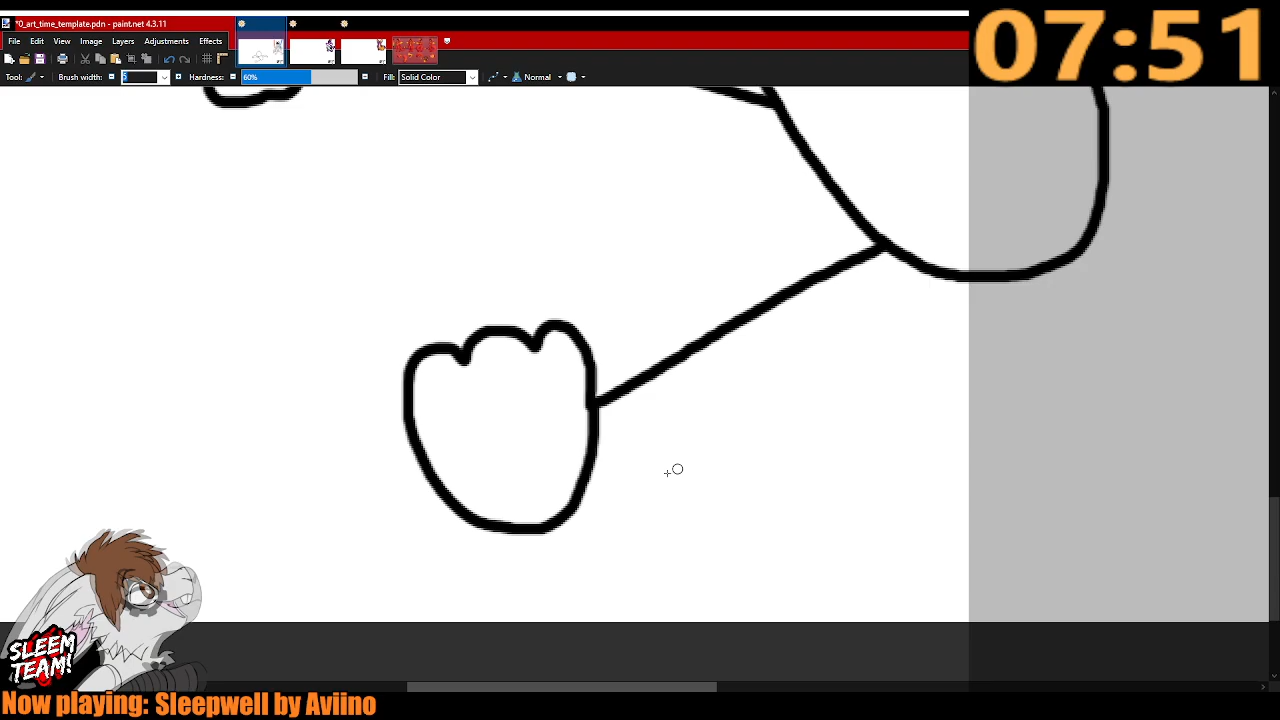 *0_art_time_template.pdn - paint.net 4.3.11
07:51
File Edit View Image Layers Adjustments Effects
Tool: Brush width: 5 Hardness: 60% Fill: Solid Color Normal
SLEEM
TEAM!
Now playing: Sleepwell by Aviino